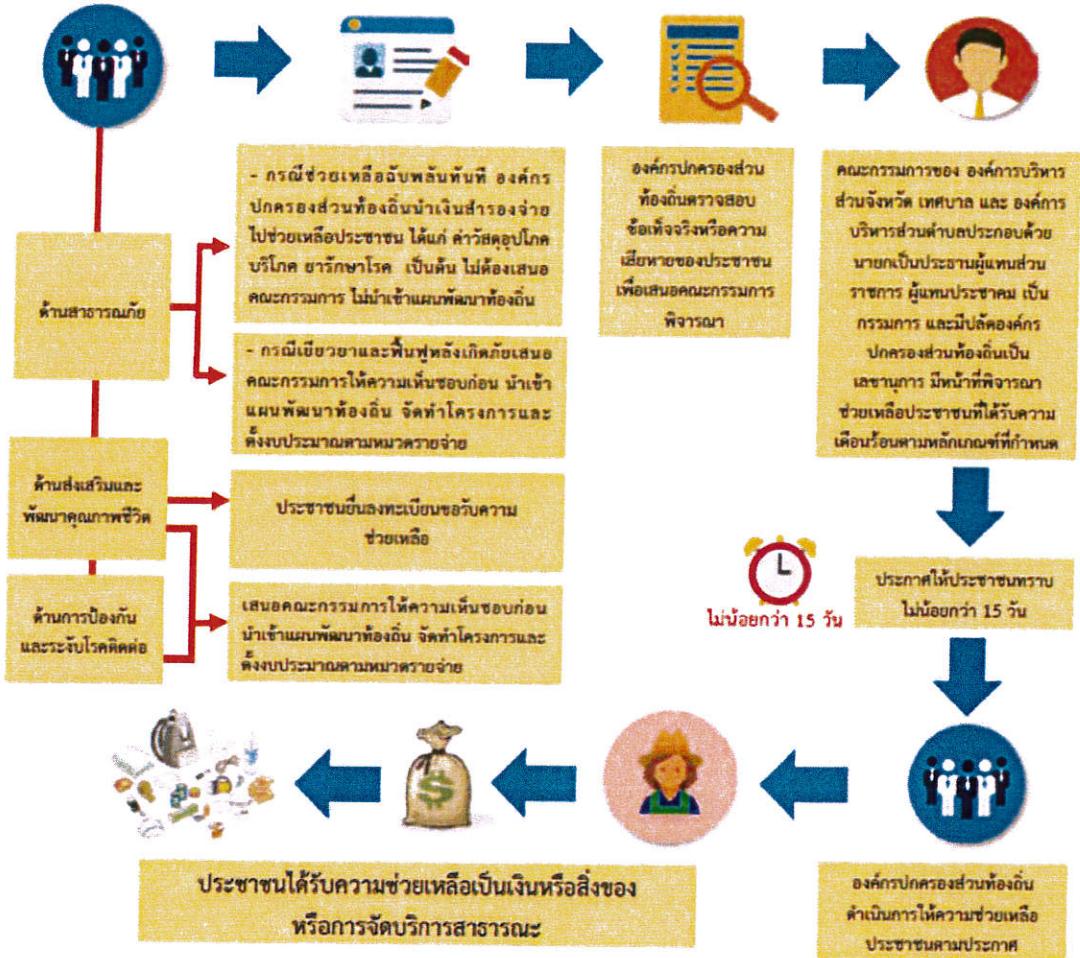 - กรณีช่วยเหลือฉับพลันทันที องค์กร
ปกครองส่วนท้องถิ่นนำเงินสำรองจ่าย
ไปช่วยเหลือประชาชน ได้แก่ ค่าวัสดุอุปโภค
บริโภค ยารักษาโรค เป็นต้น ไม่ต้องเสนอ
คณะกรรมการ ไม่นำเข้าแผนพัฒนาท้องถิ่น
องค์กรปกครองส่วน
ท้องถิ่นตรวจสอบ
ข้อเท็จจริงหรือความ
เสียหายของประชาชน
เพื่อเสนอคณะกรรมการ
พิจารณา
คณะกรรมการของ องค์การบริหาร
ส่วนจังหวัด เทศบาล และ องค์การ
บริหารส่วนตำบลประกอบด้วย
นายกเป็นประธานผู้แทนส่วน
ราชการ ผู้แทนประชาคม เป็น
กรรมการ และมีปลัดองค์กร
ปกครองส่วนท้องถิ่นเป็น
เลขานุการ มีหน้าที่พิจารณา
ช่วยเหลือประชาชนที่ได้รับความ
เดือนร้อนตามหลักเกณฑ์ที่กำหนด
ด้านสาธารณภัย
- กรณีเยียวยาและฟื้นฟูหลังเกิดภัยเสนอ
คณะกรรมการให้ความเห็นชอบก่อน นำเข้า
แผนพัฒนาท้องถิ่น จัดทำโครงการและ
ตั้งงบประมาณตามหมวดรายจ่าย
ด้านส่งเสริมและ
พัฒนาคุณภาพชีวิต
ประชาชนยื่นลงทะเบียนขอรับความ
ช่วยเหลือ
ไม่น้อยกว่า 15 วัน
ประกาศให้ประชาชนทราบ
ไม่น้อยกว่า 15 วัน
ด้านการป้องกัน
และระงับโรคติดต่อ
เสนอคณะกรรมการให้ความเห็นชอบก่อน
นำเข้าแผนพัฒนาท้องถิ่น จัดทำโครงการและ
ตั้งงบประมาณตามหมวดรายจ่าย
$
ประชาชนได้รับความช่วยเหลือเป็นเงินหรือสิ่งของ
หรือการจัดบริการสาธารณะ
องค์กรปกครองส่วนท้องถิ่น
ดำเนินการให้ความช่วยเหลือ
ประชาชนตามประกาศ